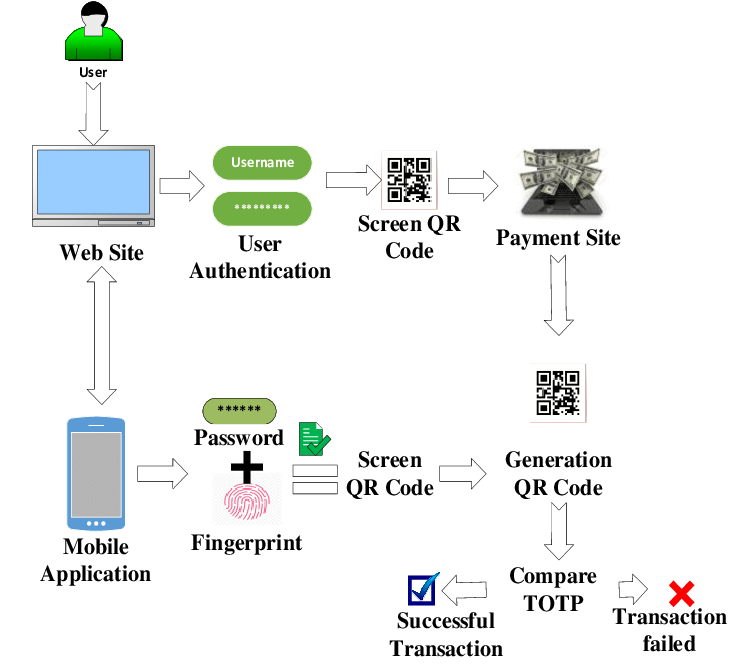 User
Username
*********
Web Site
User
Authentication
Screen QR
Code
Payment Site
******
Password
Fingerprint
Screen
QR Code
Generation
QR Code
Mobile
Application
Compare
TOTP
Successful
Transaction
Transaction
failed